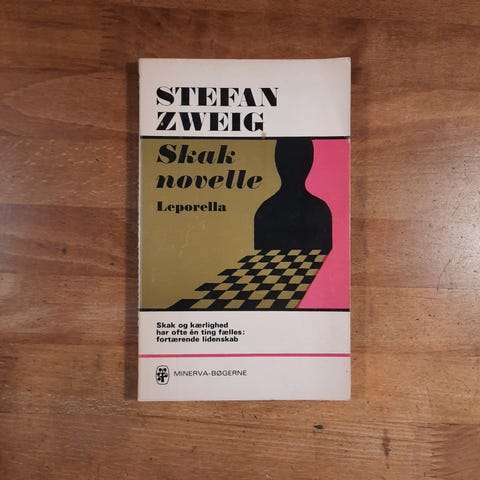 STEFAN
ZWEIG
Skak
novelle
Leporella
Skak og kærlighed
har ofte én ting fælles:
fortærende lidenskab
MINERVA-BØGERNE